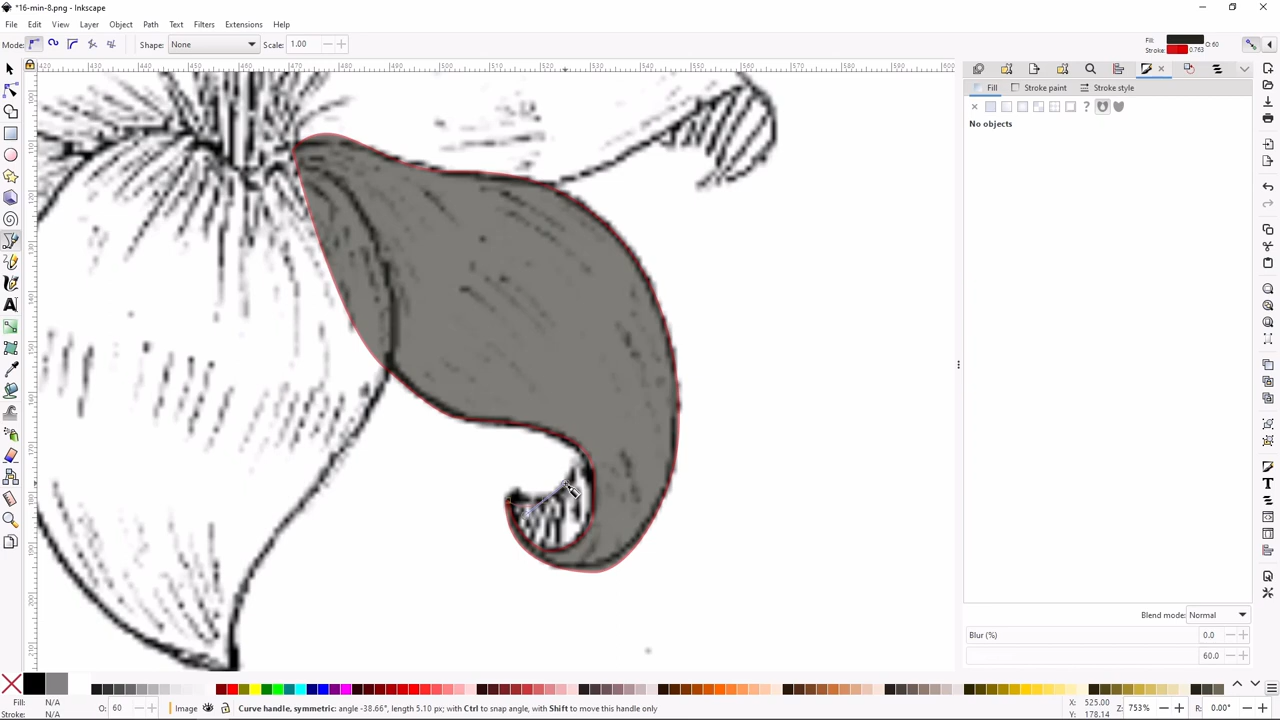 *16-min-8.png - Inkscape
File Edit View Layer Object Path Text Filters Extensions Help
Mode: Shape: None Scale: 1.00 Fill: O: 60
Stroke: 0.763
Fill Stroke paint Stroke style
No objects
Blend mode: Normal
Blur (%) 0.0
60.0
Fill: N/A O: 60 Image Curve handle, symmetric: angle -38.66°, length 5.10 px; with Ctrl to snap angle, with Shift to move this handle only X: 525.00 Z: 753% R: 0.00°
Stroke: N/A Y: 178.14